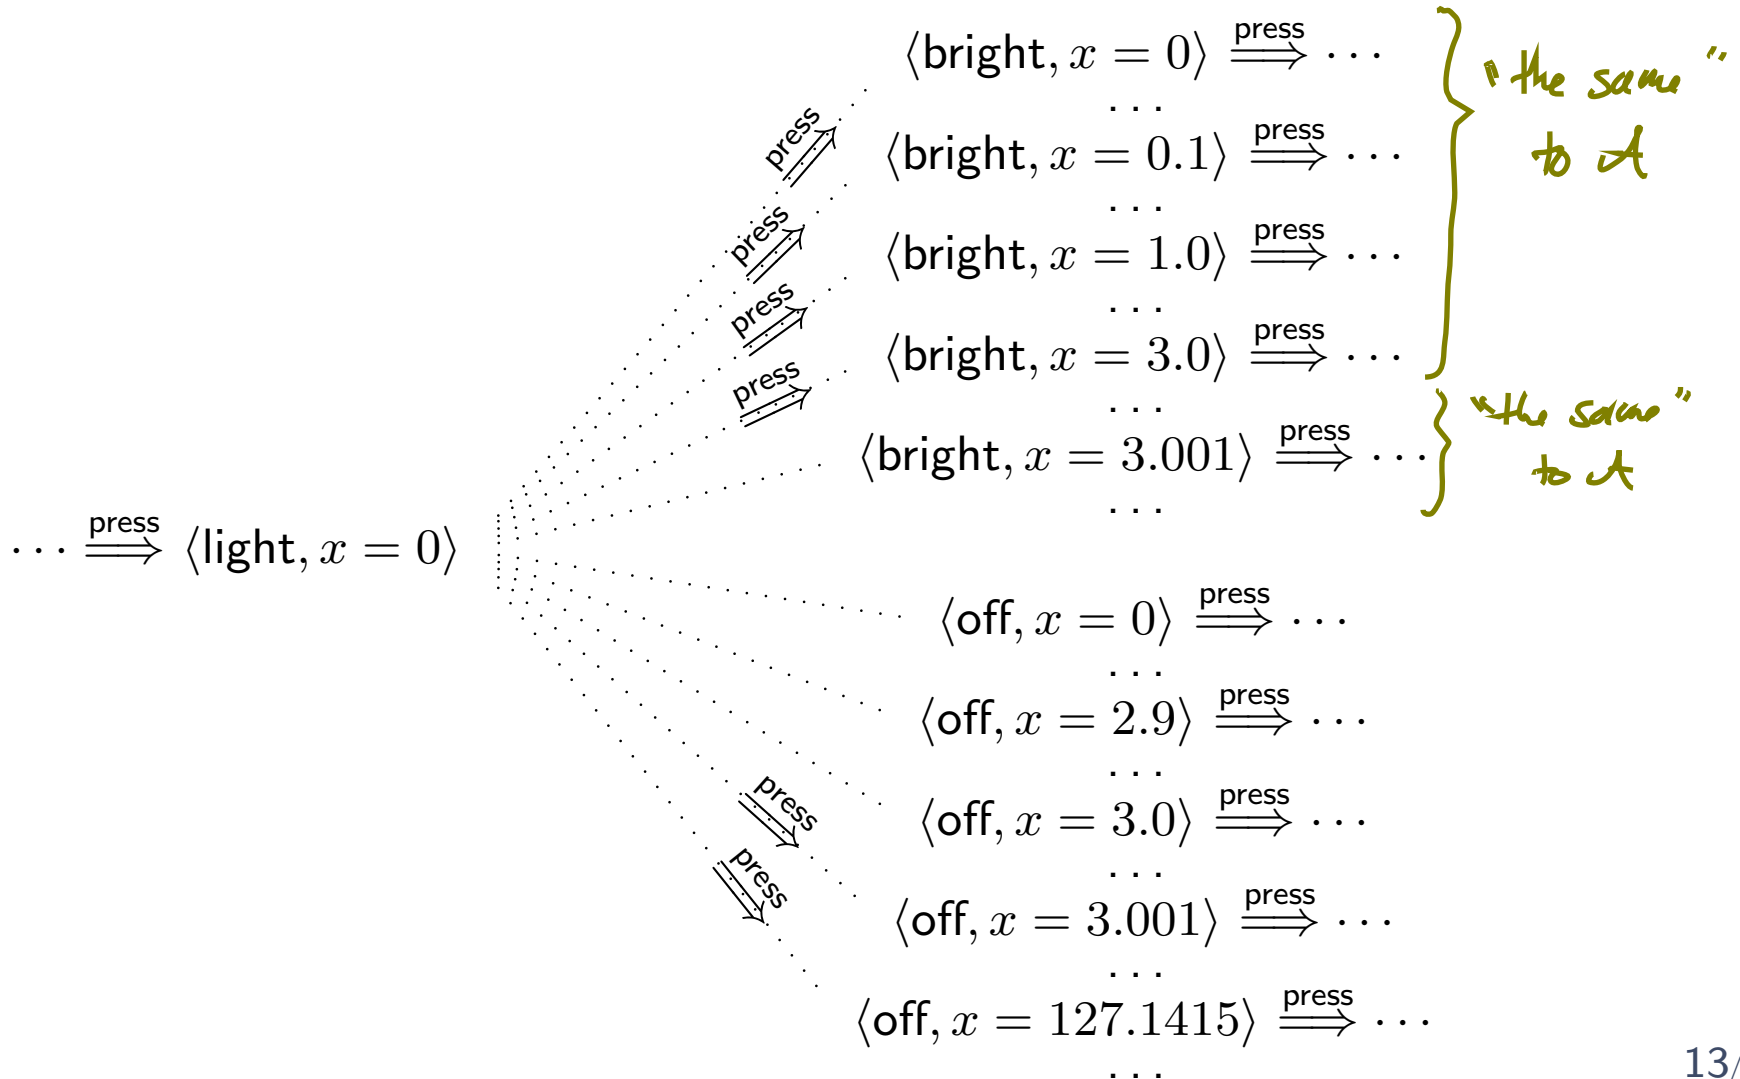 ⟨bright, x = 0⟩ press ⟹ ···
···
press
⟨bright, x = 0.1⟩ press ⟹ ···
···
press
⟨bright, x = 1.0⟩ press ⟹ ···
···
press
⟨bright, x = 3.0⟩ press ⟹ ···
press
···
⟨bright, x = 3.001⟩ press ⟹ ···
···
"the same"
to A
"the same"
to A
··· press ⟹ ⟨light, x = 0⟩
⟨off, x = 0⟩ press ⟹ ···
···
⟨off, x = 2.9⟩ press ⟹ ···
···
⟨off, x = 3.0⟩ press ⟹ ···
press
···
⟨off, x = 3.001⟩ press ⟹ ···
press
···
⟨off, x = 127.1415⟩ press ⟹ ···
···
13/